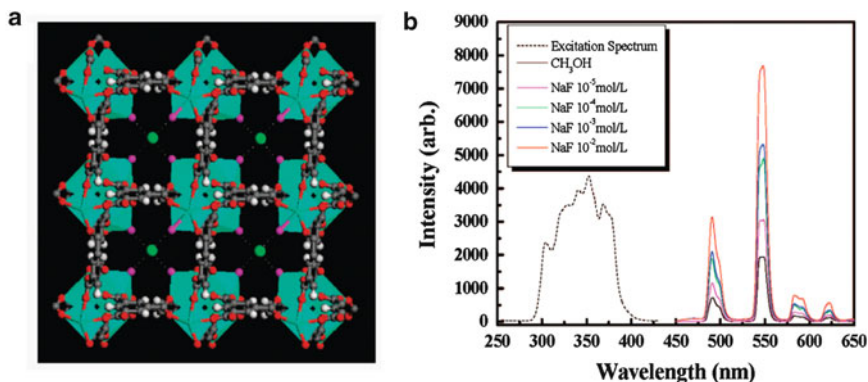 a
b
9000
8000
7000
6000
5000
4000
3000
2000
1000
0
Intensity (arb.)
Excitation Spectrum
CH3OH
NaF 10-5mol/L
NaF 10-4mol/L
NaF 10-3mol/L
NaF 10-2mol/L
250 300 350 400 450 500 550 600 650
Wavelength (nm)